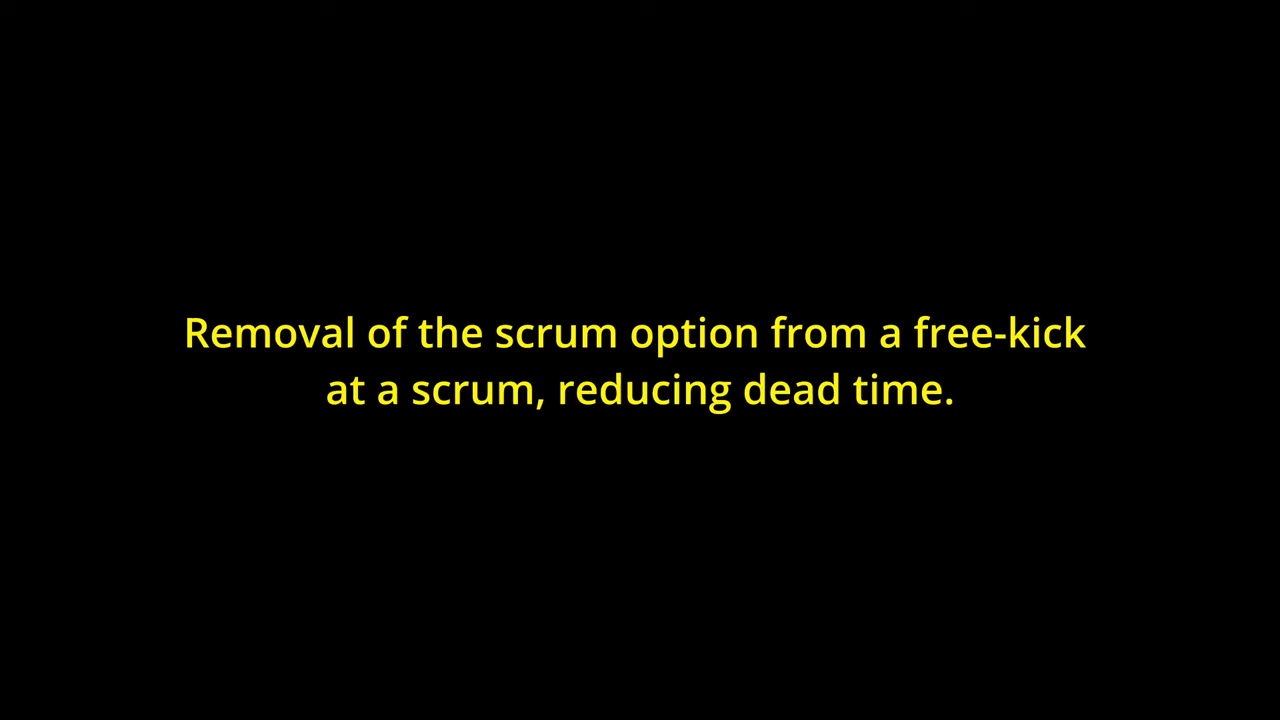 Removal of the scrum option from a free-kick
at a scrum, reducing dead time.